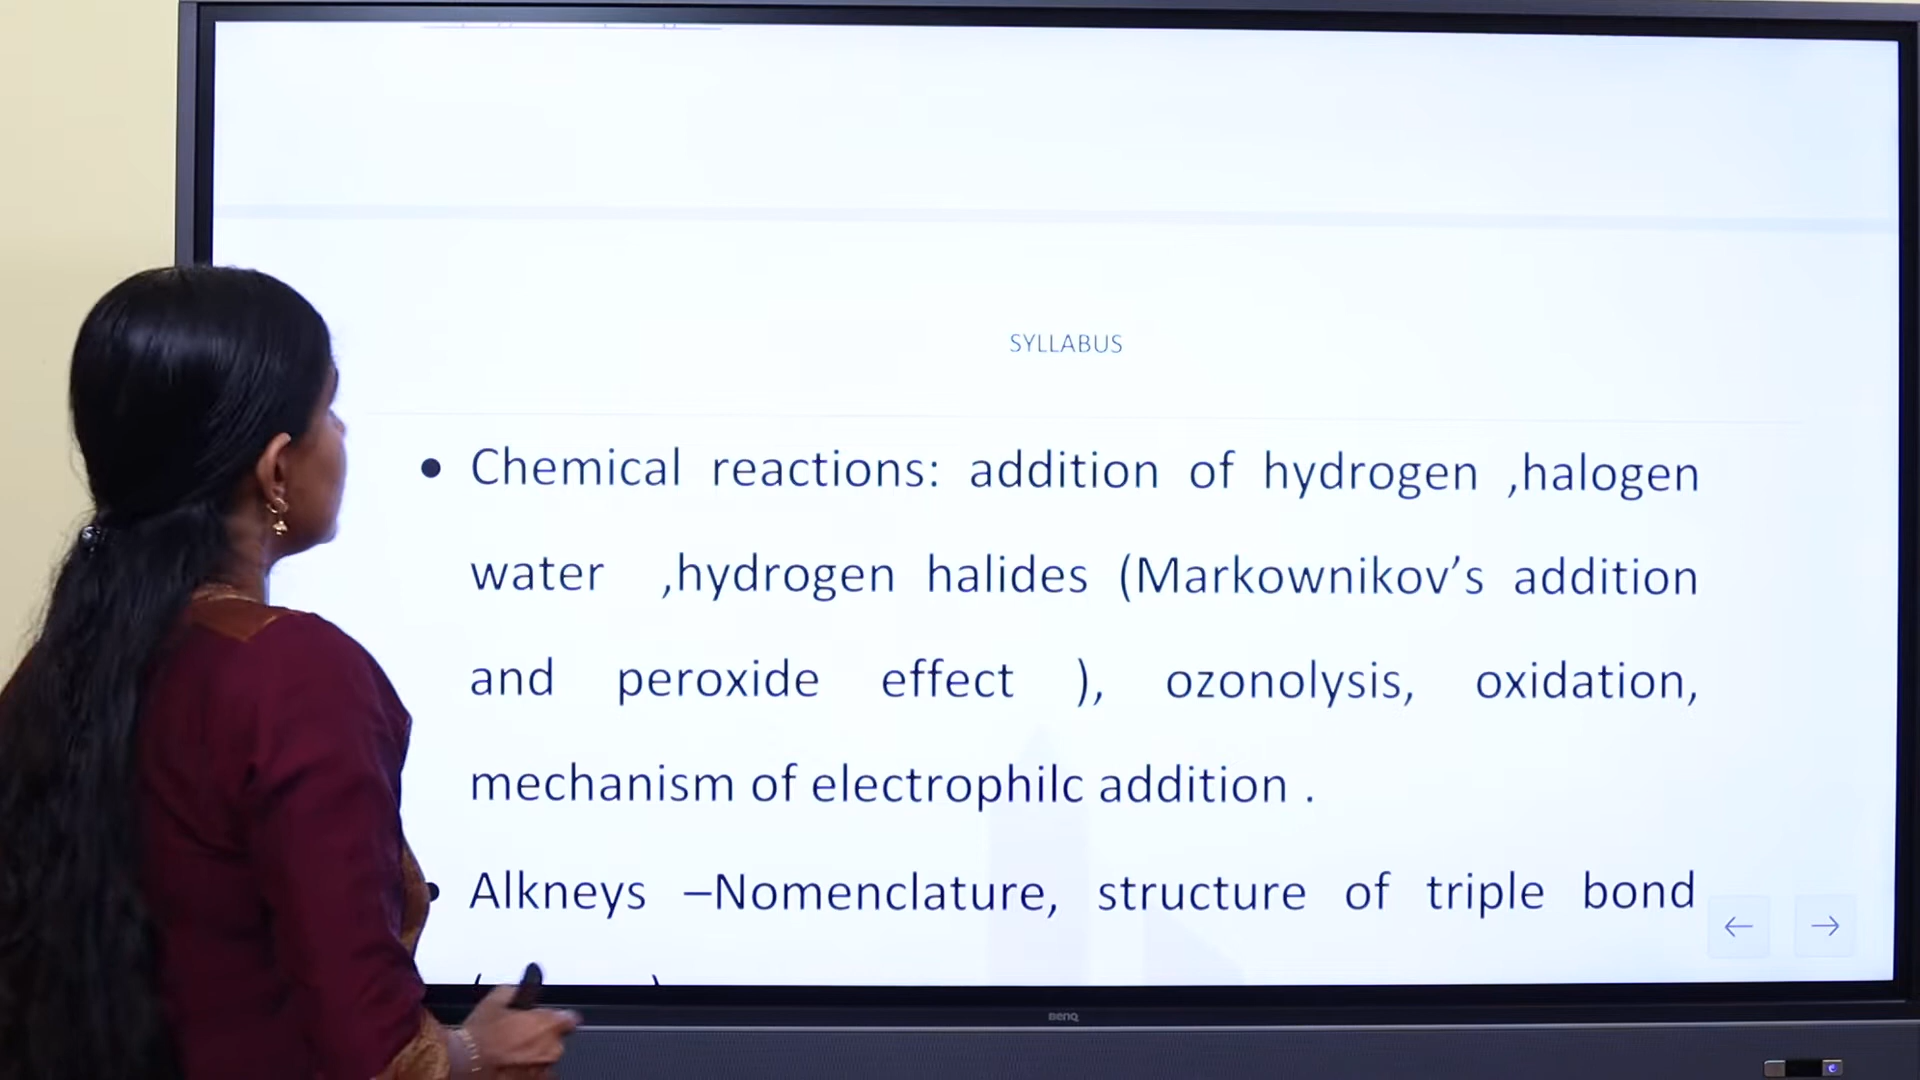 SYLLABUS
• Chemical reactions: addition of hydrogen ,halogen
water ,hydrogen halides (Markownikov’s addition
and peroxide effect ), ozonolysis, oxidation,
mechanism of electrophilc addition .
• Alkneys –Nomenclature, structure of triple bond
BenQ